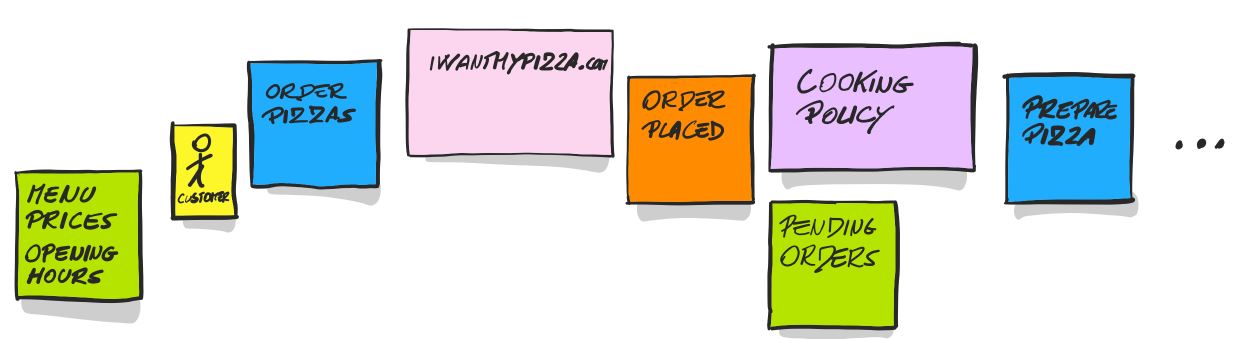 MENU
PRICES
OPENING
HOURS
CUSTOMER
ORDER
PIZZAS
IWANTMYPIZZA.com
ORDER
PLACED
COOKING
POLICY
PENDING
ORDERS
PREPARE
PIZZA
...